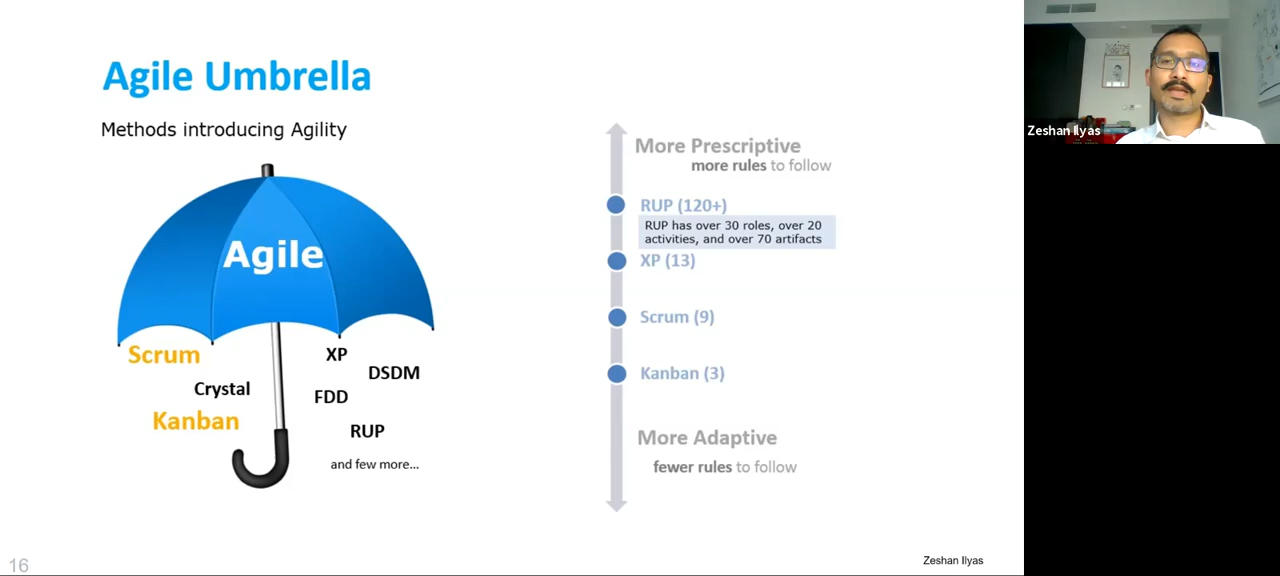 Agile Umbrella
Methods introducing Agility
Agile
Scrum
XP
DSDM
Crystal
FDD
Kanban
RUP
and few more...
More Prescriptive
more rules to follow
RUP (120+)
RUP has over 30 roles, over 20
activities, and over 70 artifacts
XP (13)
Scrum (9)
Kanban (3)
More Adaptive
fewer rules to follow
16
Zeshan Ilyas
Zeshan Ilyas